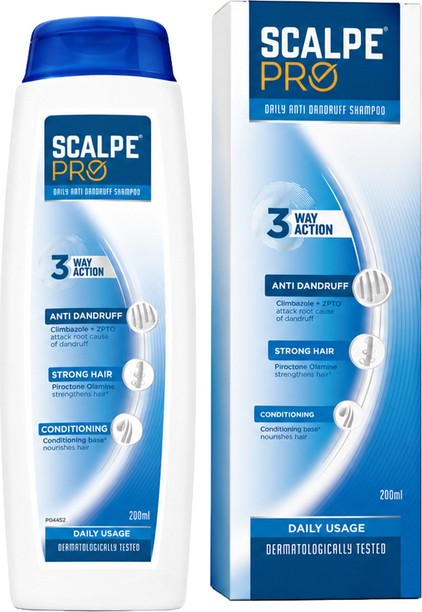 SCALPE®
PRO
DAILY ANTI DANDRUFF SHAMPOO
3 WAY
ACTION
ANTI DANDRUFF
Climbazole + ZPTO
attack root cause
of dandruff
STRONG HAIR
Piroctone Olamine
strengthens hair*
CONDITIONING
Conditioning base*
nourishes hair
P04452
200ml
DAILY USAGE
DERMATOLOGICALLY TESTED
SCALPE®
PRO
DAILY ANTI DANDRUFF SHAMPOO
3 WAY
ACTION
ANTI DANDRUFF
Climbazole + ZPTO
attack root cause
of dandruff
STRONG HAIR
Piroctone Olamine
strengthens hair*
CONDITIONING
Conditioning base*
nourishes hair
200ml
DAILY USAGE
DERMATOLOGICALLY TESTED